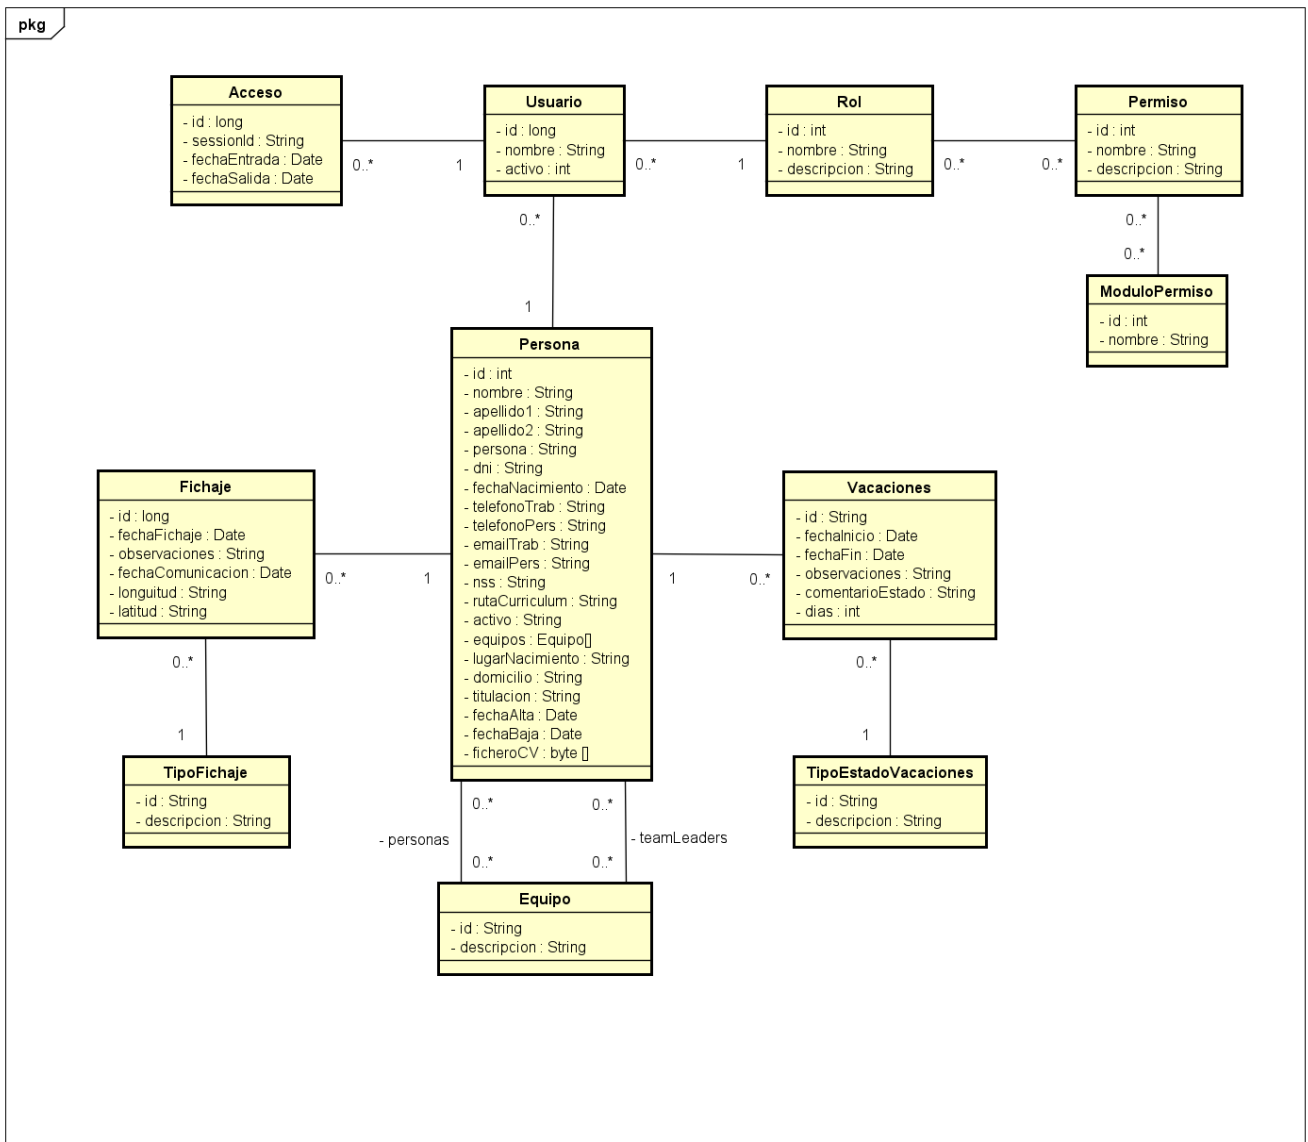 pkg
Acceso
- id : long
- sessionId : String
- fechaEntrada : Date
- fechaSalida : Date
0..*
1
Usuario
- id : long
- nombre : String
- activo : int
0..*
1
Rol
- id : int
- nombre : String
- descripcion : String
0..*
0..*
Permiso
- id : int
- nombre : String
- descripcion : String
0..*
0..*
ModuloPermiso
- id : int
- nombre : String
0..*
1
Persona
- id : int
- nombre : String
- apellido1 : String
- apellido2 : String
- persona : String
- dni : String
- fechaNacimiento : Date
- telefonoTrab : String
- telefonoPers : String
- emailTrab : String
- emailPers : String
- nss : String
- rutaCurriculum : String
- activo : String
- equipos : Equipo[]
- lugarNacimiento : String
- domicilio : String
- titulacion : String
- fechaAlta : Date
- fechaBaja : Date
- ficheroCV : byte []
Fichaje
- id : long
- fechaFichaje : Date
- observaciones : String
- fechaComunicacion : Date
- longuitud : String
- latitud : String
0..*
1
0..*
1
TipoFichaje
- id : String
- descripcion : String
Vacaciones
- id : String
- fechaInicio : Date
- fechaFin : Date
- observaciones : String
- comentarioEstado : String
- dias : int
1
0..*
0..*
1
TipoEstadoVacaciones
- id : String
- descripcion : String
0..*
0..*
- personas
- teamLeaders
0..*
0..*
Equipo
- id : String
- descripcion : String